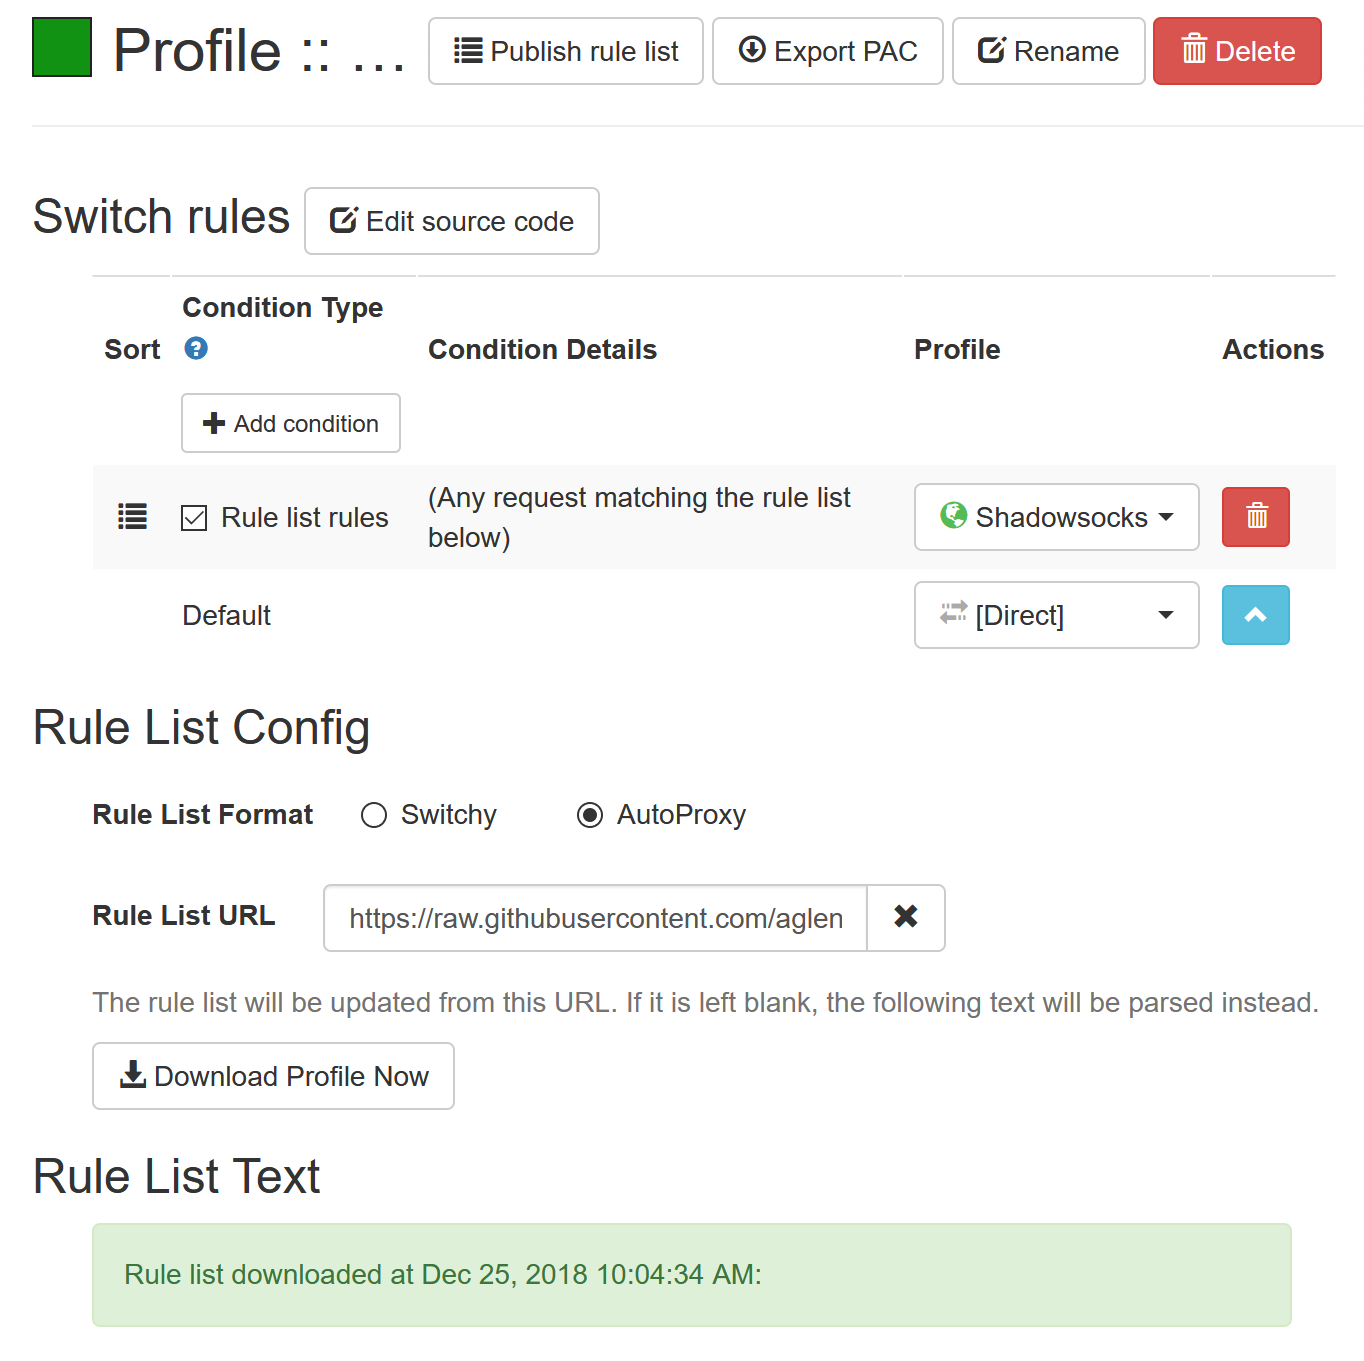 Profile :: ...
Publish rule list
Export PAC
Rename
Delete
Switch rules
Edit source code
Sort
Condition Type
Condition Details
Profile
Actions
Add condition
Rule list rules
(Any request matching the rule list
below)
Shadowsocks
Default
[Direct]
Rule List Config
Rule List Format
Switchy
AutoProxy
Rule List URL
https://raw.githubusercontent.com/aglen
The rule list will be updated from this URL. If it is left blank, the following text will be parsed instead.
Download Profile Now
Rule List Text
Rule list downloaded at Dec 25, 2018 10:04:34 AM: